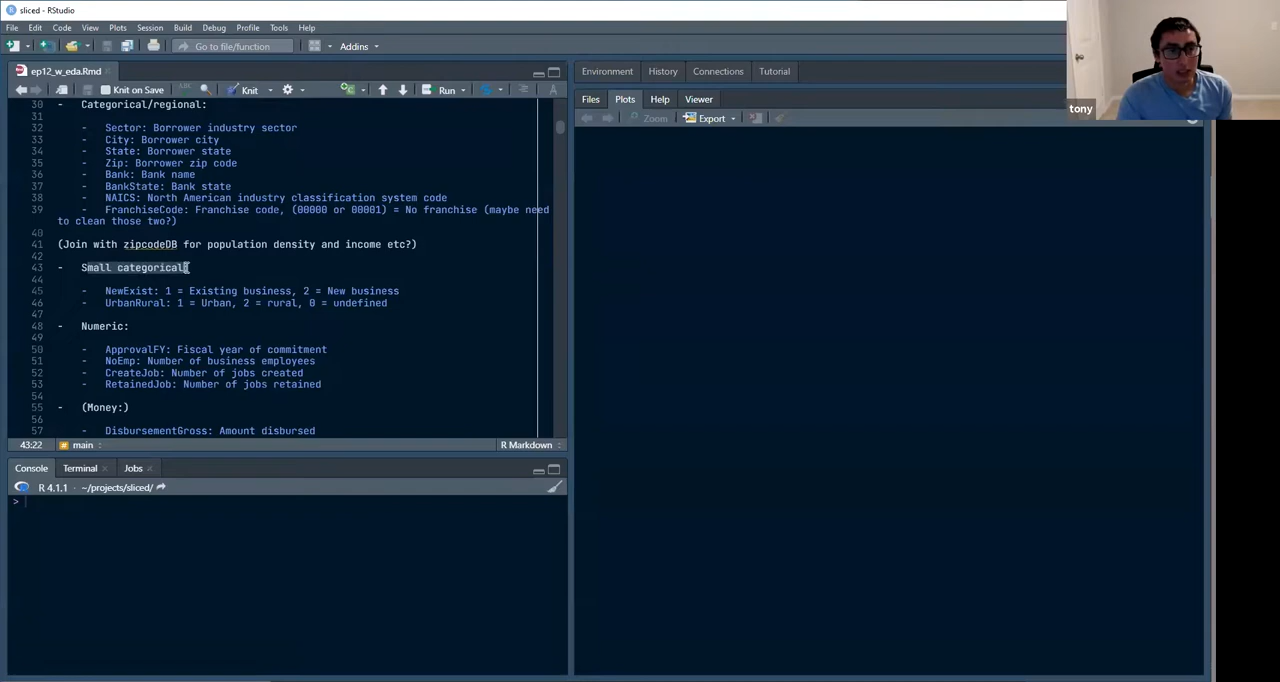 sliced - RStudio
File Edit Code View Plots Session Build Debug Profile Tools Help
Go to file/function Addins
ep12_w_eda.Rmd
Knit on Save ABC Knit Run
30 - Categorical/regional:
31
32 - Sector: Borrower industry sector
33 - City: Borrower city
34 - State: Borrower state
35 - Zip: Borrower zip code
36 - Bank: Bank name
37 - BankState: Bank state
38 - NAICS: North American industry classification system code
39 - FranchiseCode: Franchise code, (00000 or 00001) = No franchise (maybe need
to clean those two?)
40
41 (Join with zipcodeDB for population density and income etc?)
42
43 - Small categorical:
44
45 - NewExist: 1 = Existing business, 2 = New business
46 - UrbanRural: 1 = Urban, 2 = rural, 0 = undefined
47
48 - Numeric:
49
50 - ApprovalFY: Fiscal year of commitment
51 - NoEmp: Number of business employees
52 - CreateJob: Number of jobs created
53 - RetainedJob: Number of jobs retained
54
55 - (Money:)
56
57 - DisbursementGross: Amount disbursed
43:22 # main R Markdown
Console Terminal Jobs
R 4.1.1 · ~/projects/sliced/
>
Environment History Connections Tutorial
Files Plots Help Viewer
Zoom Export
tony